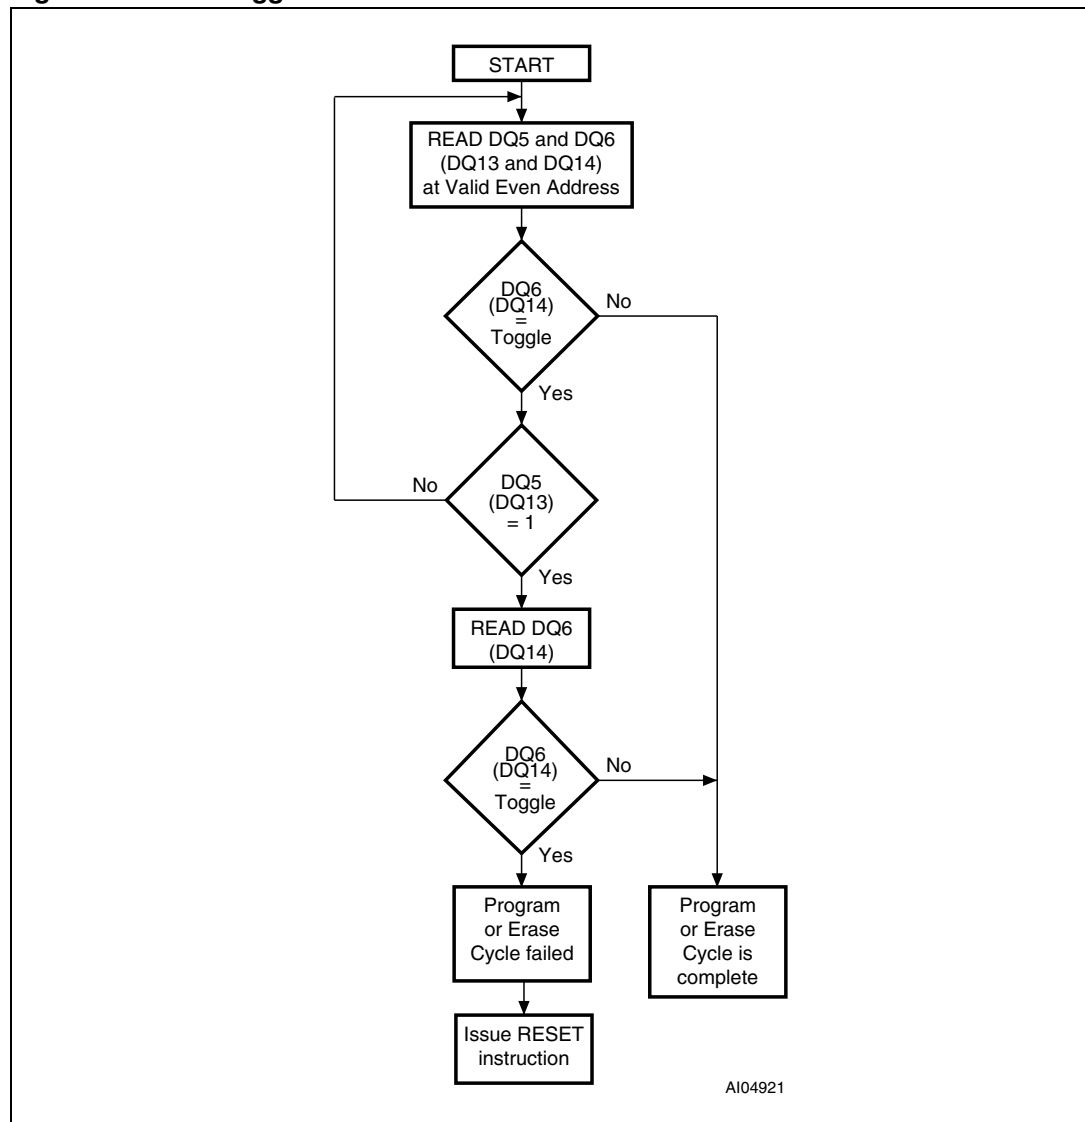 START
READ DQ5 and DQ6
(DQ13 and DQ14)
at Valid Even Address
DQ6
(DQ14)
=
Toggle
No
Yes
DQ5
(DQ13)
= 1
No
Yes
READ DQ6
(DQ14)
DQ6
(DQ14)
=
Toggle
No
Yes
Program
or Erase
Cycle failed
Program
or Erase
Cycle is
complete
Issue RESET
instruction
AI04921